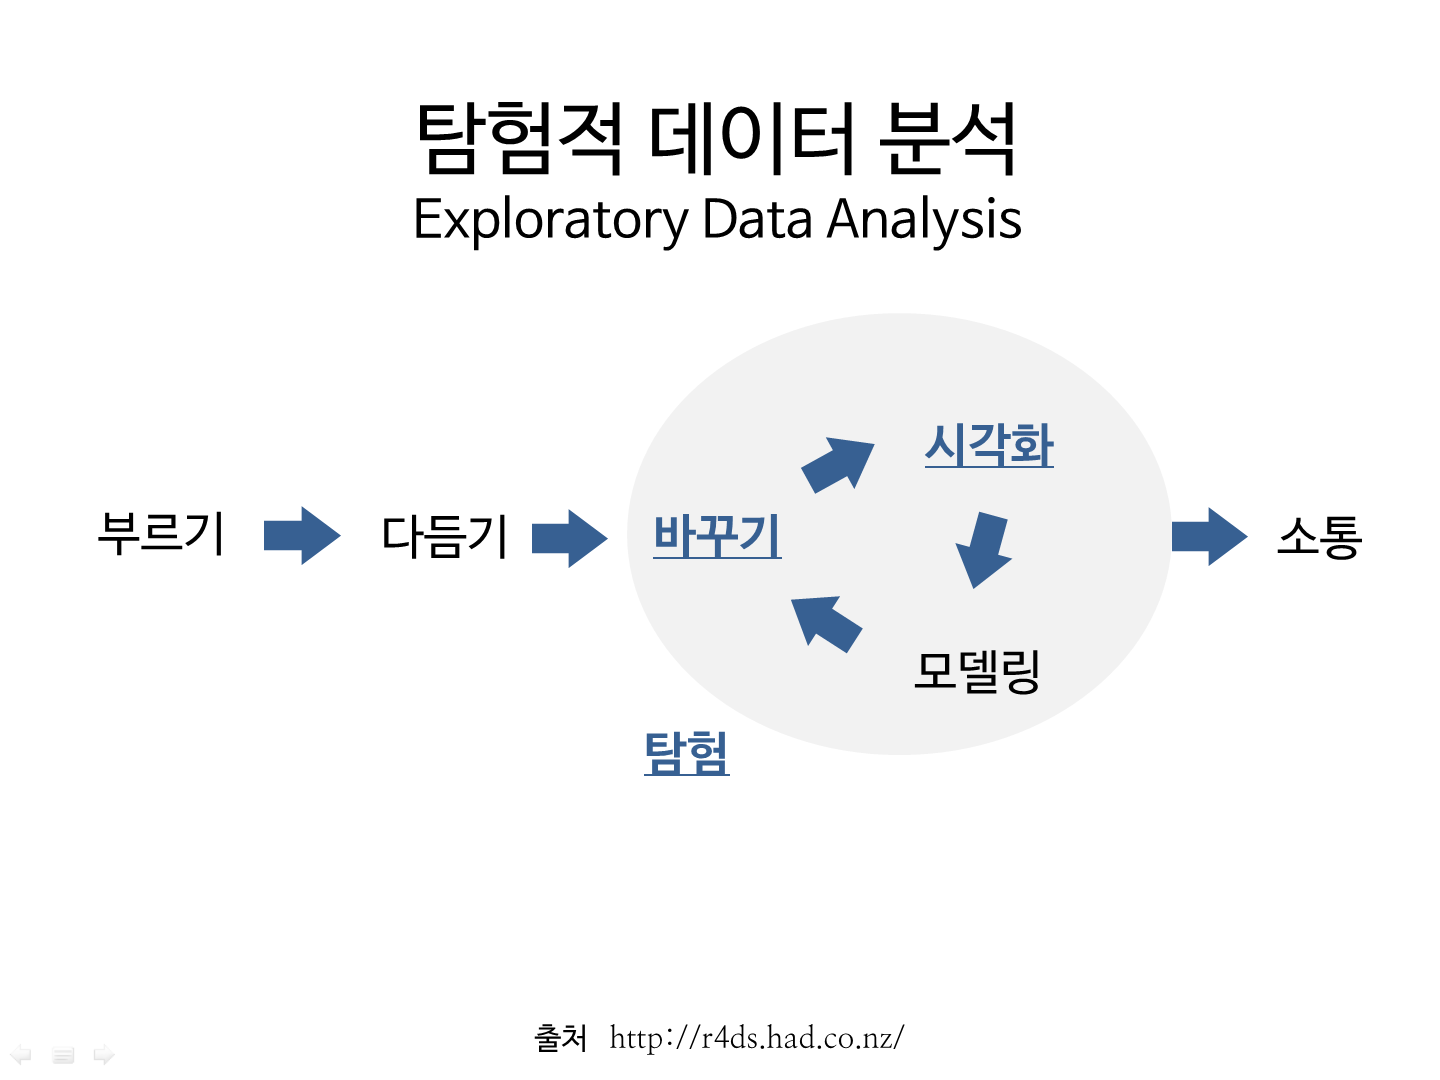 탐험적 데이터 분석
Exploratory Data Analysis
시각화
부르기
다듬기
바꾸기
소통
모델링
탐험
출처 http://r4ds.had.co.nz/